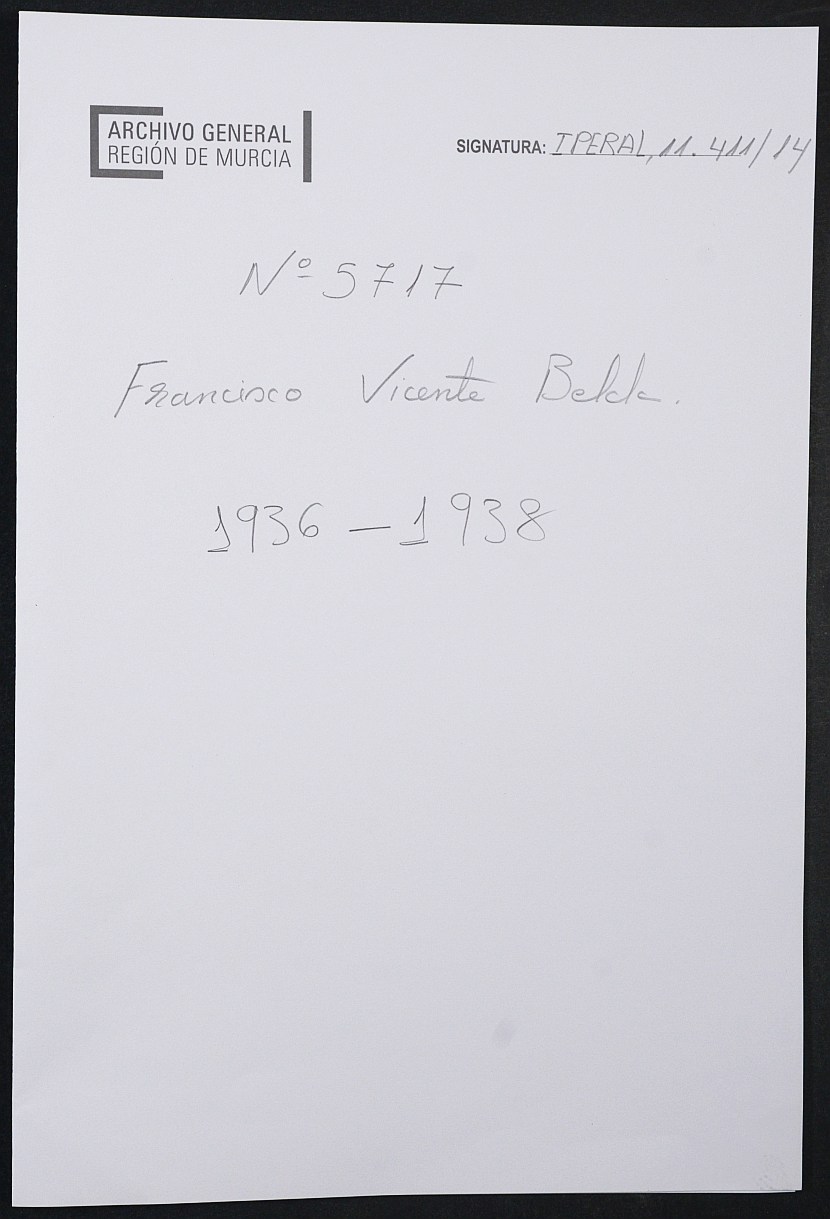 ARCHIVO GENERAL
REGIÓN DE MURCIA
SIGNATURA: IPERAL, 11.411/14
Nº 5717
Francisco Vicente Belda.
1936 - 1938